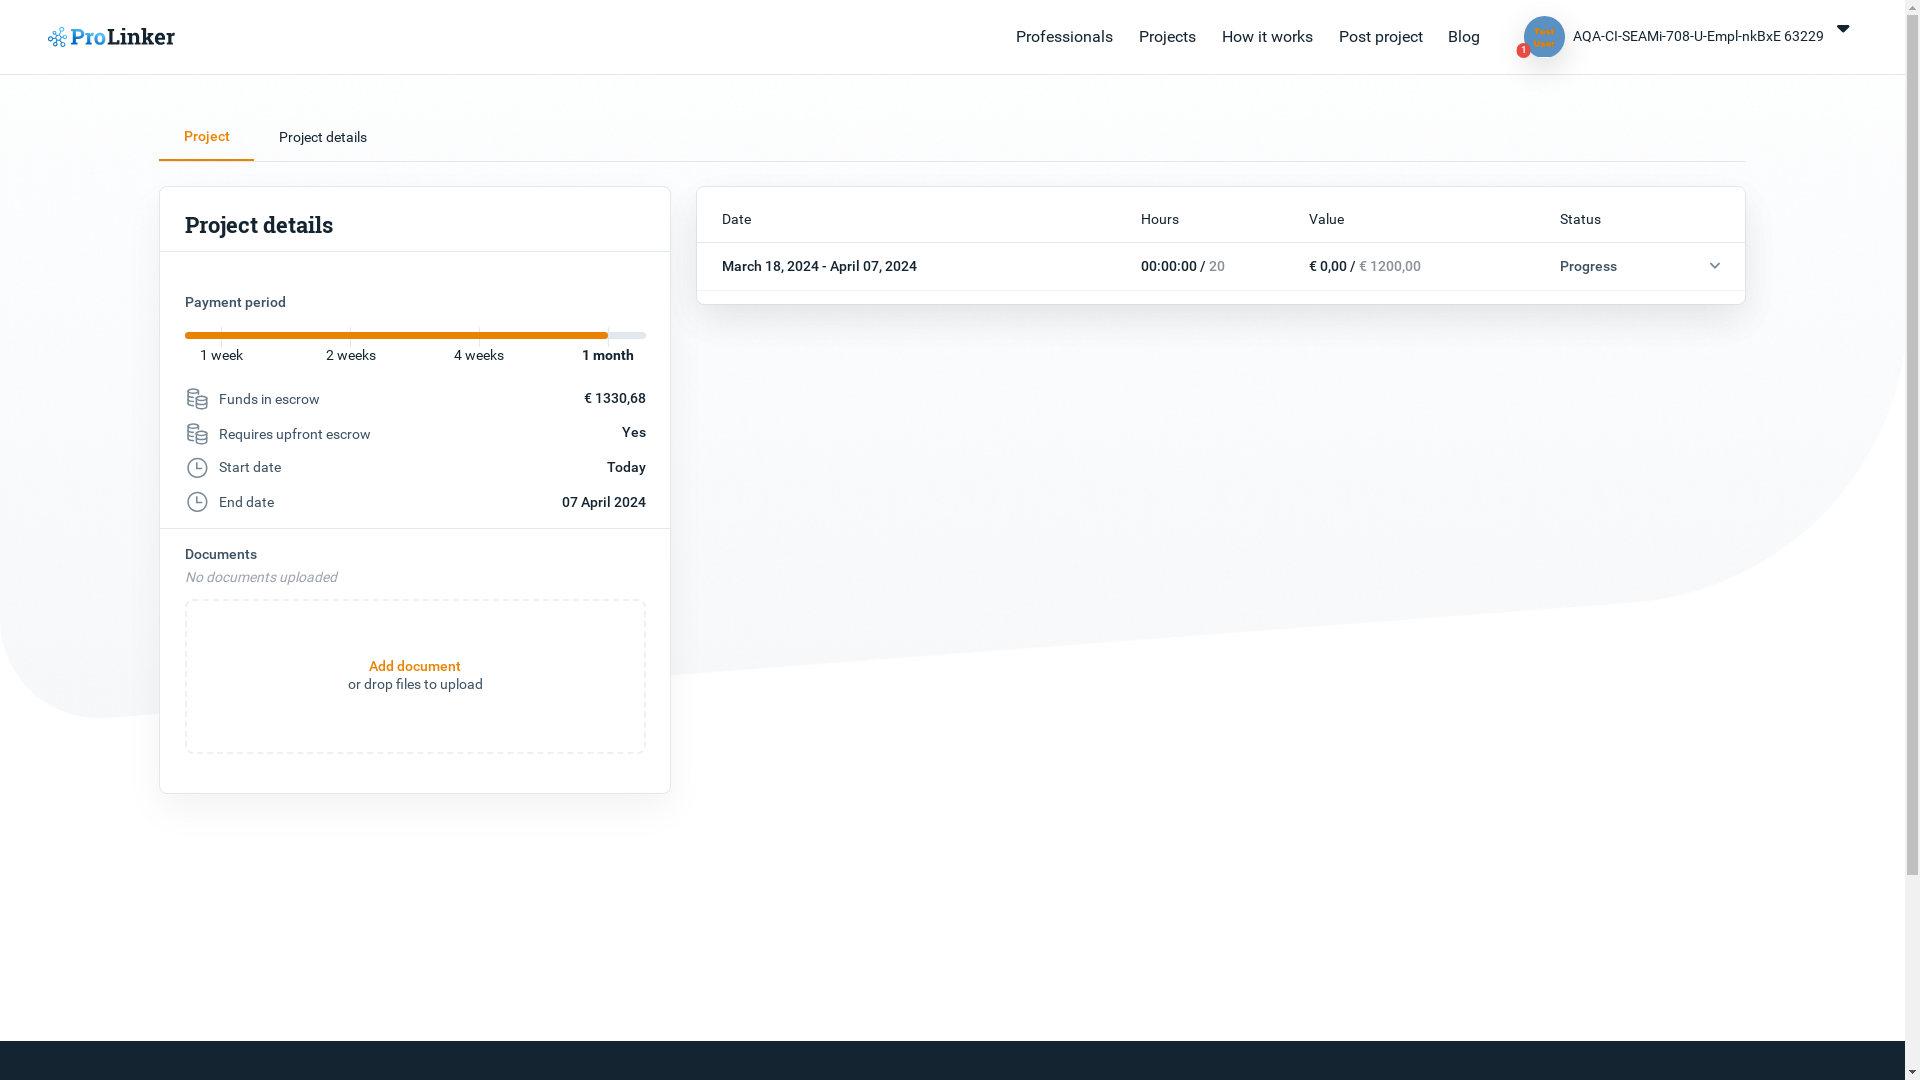 ProLinker
Professionals Projects How it works Post project Blog
Test
User
1
AQA-CI-SEAMi-708-U-Empl-nkBxE 63229
Project Project details
Project details
Payment period
1 week 2 weeks 4 weeks 1 month
Funds in escrow € 1330,68
Requires upfront escrow Yes
Start date Today
End date 07 April 2024
Documents
No documents uploaded
Add document
or drop files to upload
Date Hours Value Status
March 18, 2024 - April 07, 2024 00:00:00 / 20 € 0,00 / € 1200,00 Progress